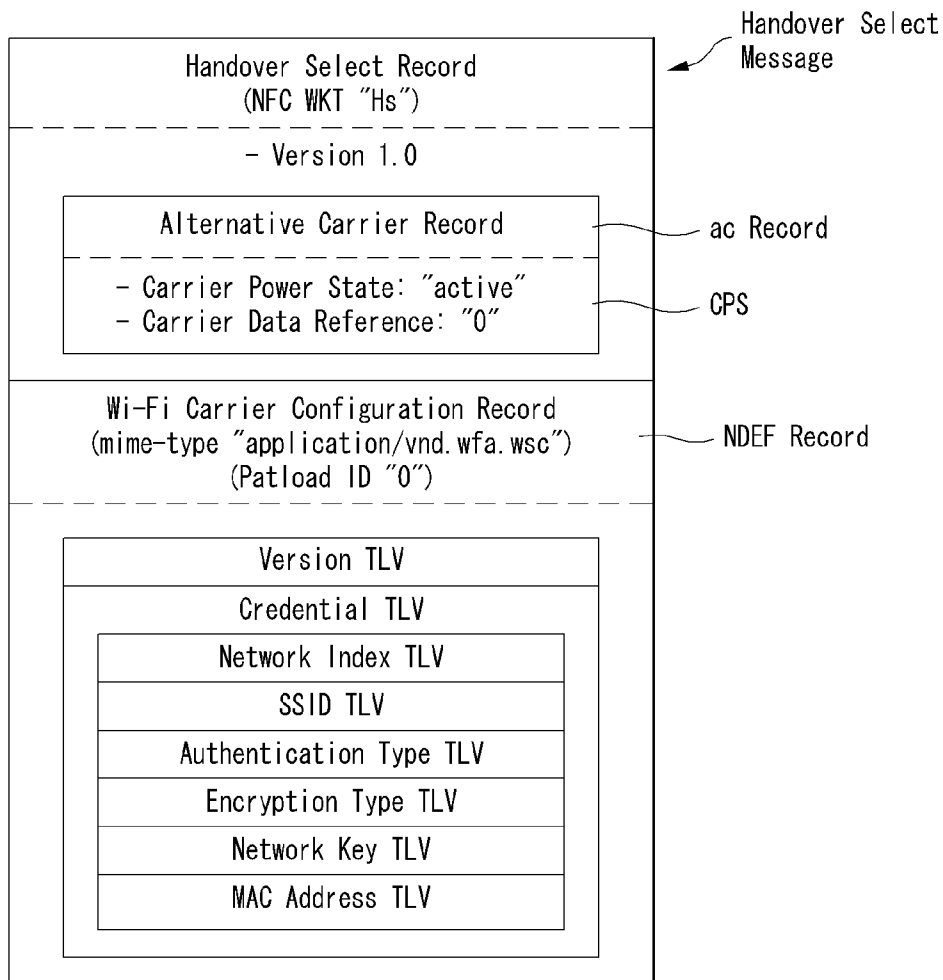 Handover Select
Message
Handover Select Record
(NFC WKT "Hs")
- Version 1.0
Alternative Carrier Record
ac Record
- Carrier Power State: "active"
- Carrier Data Reference: "0"
CPS
Wi-Fi Carrier Configuration Record
(mime-type "application/vnd.wfa.wsc")
(Patload ID "0")
NDEF Record
Version TLV
Credential TLV
Network Index TLV
SSID TLV
Authentication Type TLV
Encryption Type TLV
Network Key TLV
MAC Address TLV